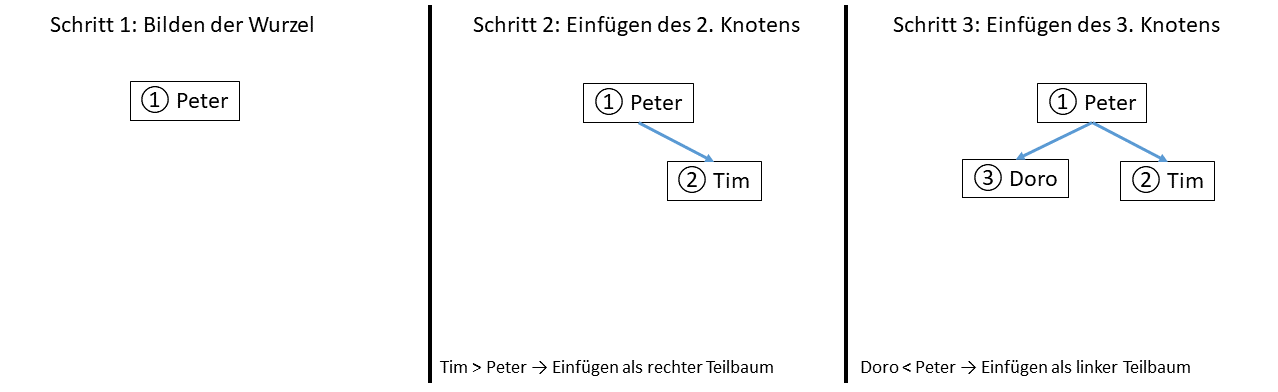 Schritt 1: Bilden der Wurzel
① Peter
Schritt 2: Einfügen des 2. Knotens
① Peter
② Tim
Tim > Peter → Einfügen als rechter Teilbaum
Schritt 3: Einfügen des 3. Knotens
① Peter
③ Doro
② Tim
Doro < Peter → Einfügen als linker Teilbaum